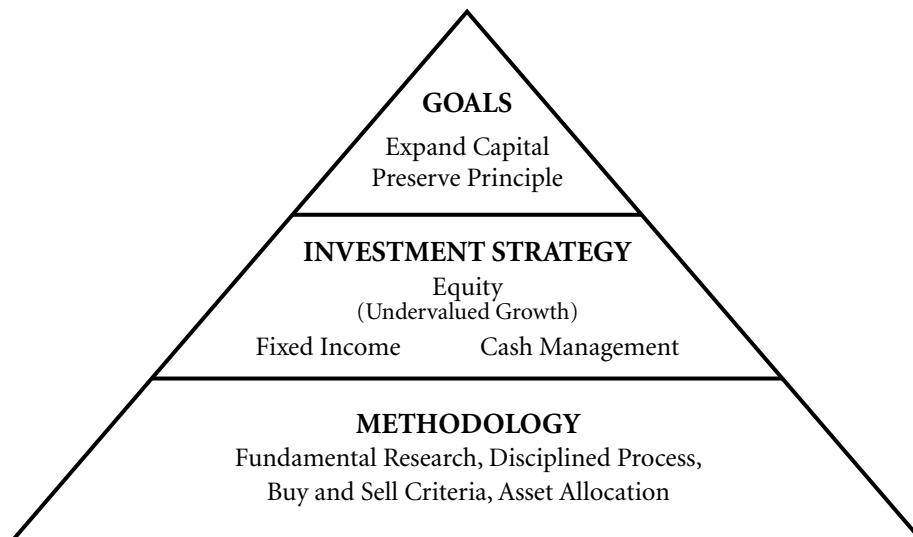 GOALS
Expand Capital
Preserve Principle
INVESTMENT STRATEGY
Equity
(Undervalued Growth)
Fixed Income Cash Management
METHODOLOGY
Fundamental Research, Disciplined Process,
Buy and Sell Criteria, Asset Allocation